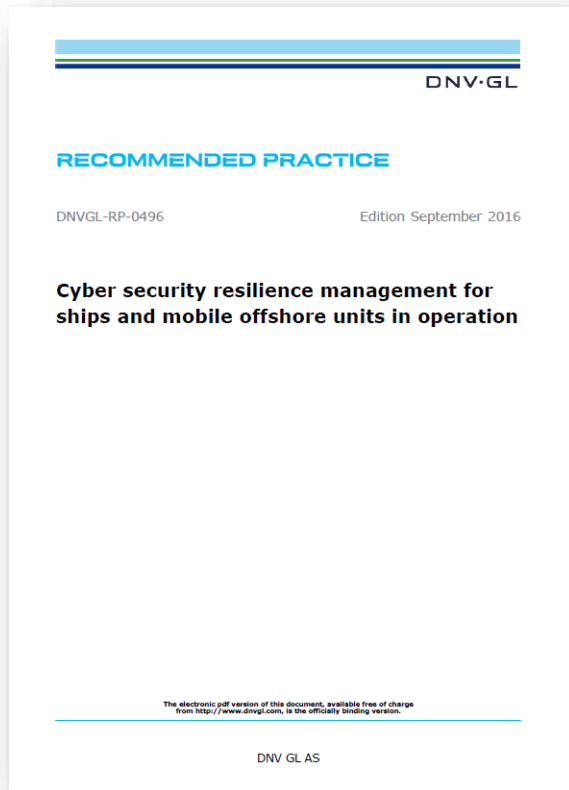 DNV·GL
RECOMMENDED PRACTICE
DNVGL-RP-0496 Edition September 2016
Cyber security resilience management for
ships and mobile offshore units in operation
The electronic pdf version of this document, available free of charge
from http://www.dnvgl.com, is the officially binding version.
DNV GL AS